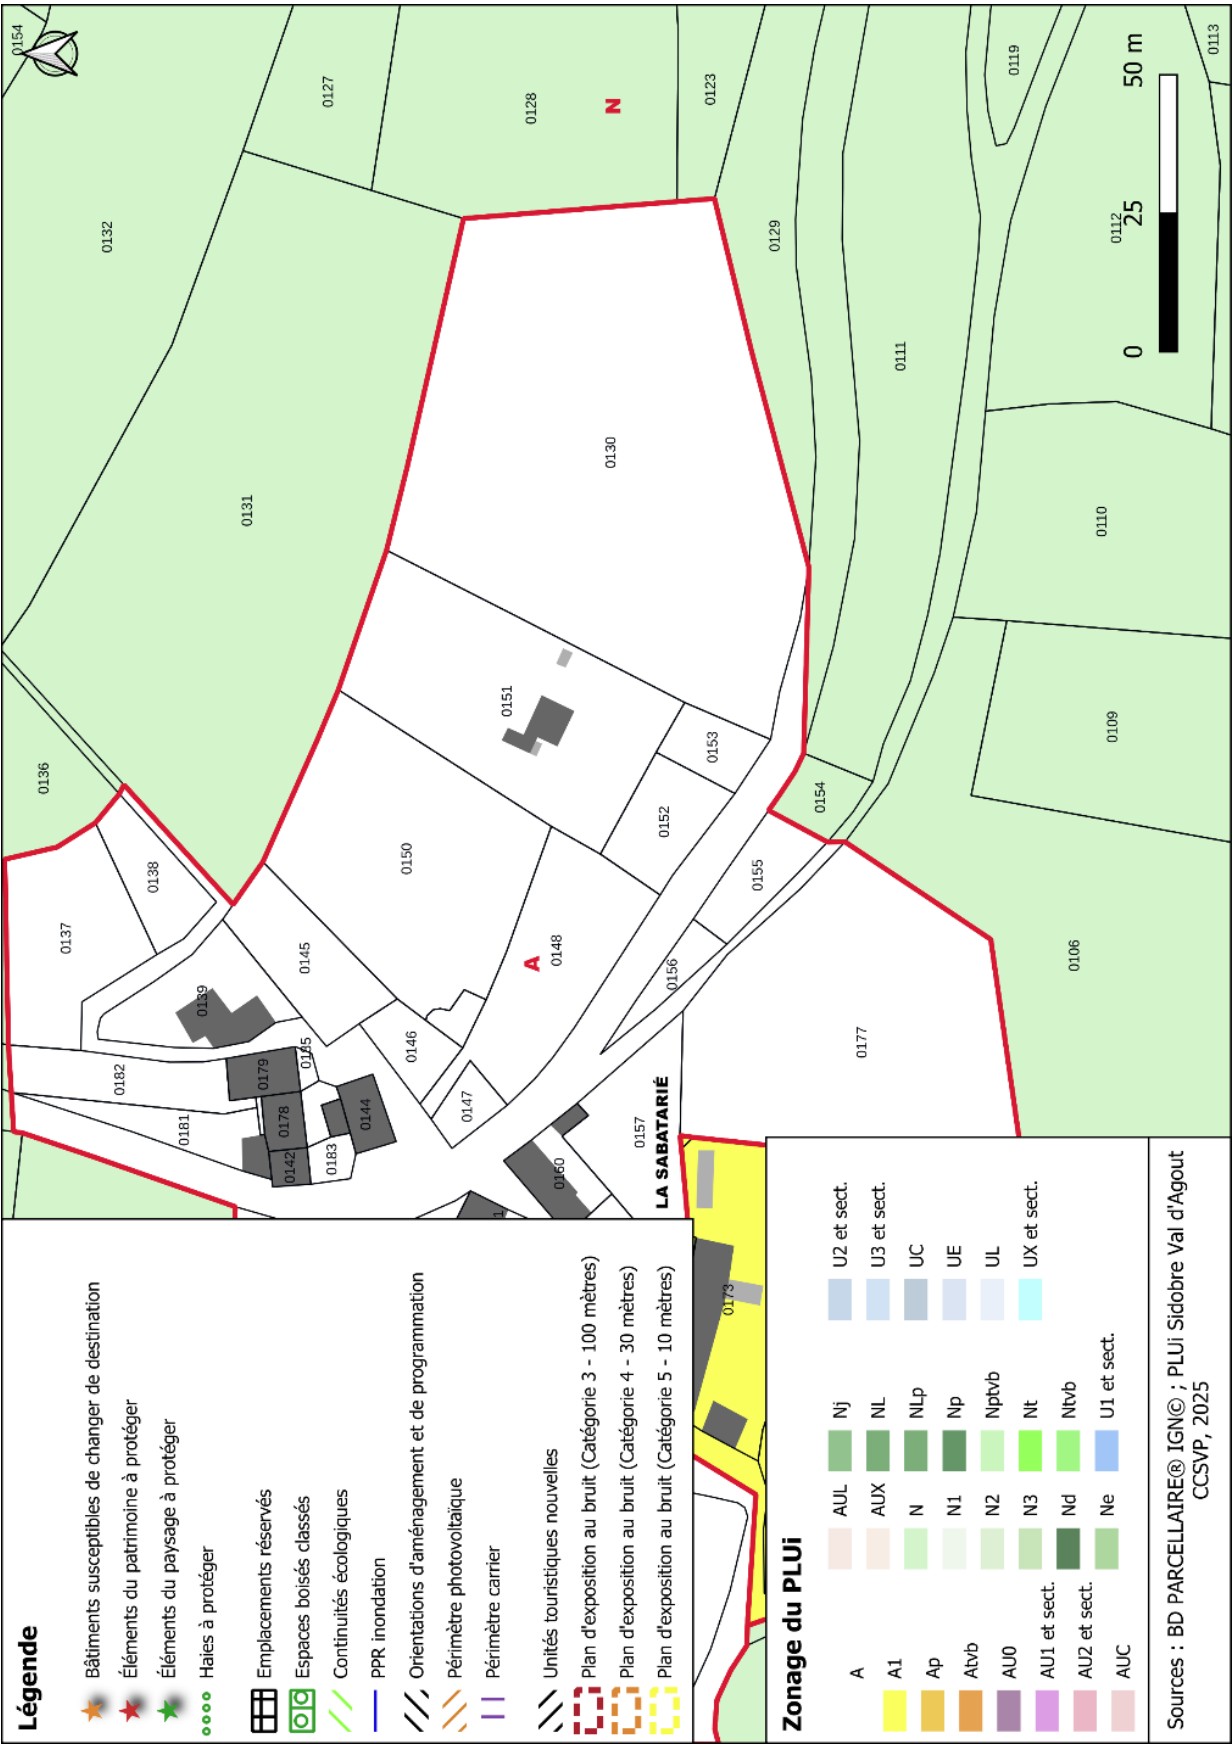 Légende
Bâtiments susceptibles de changer de destination
Éléments du patrimoine à protéger
Éléments du paysage à protéger
Haies à protéger
Emplacements réservés
Espaces boisés classés
Continuités écologiques
PPR inondation
Orientations d'aménagement et de programmation
Périmètre photovoltaïque
Périmètre carrier
Unités touristiques nouvelles
Plan d'exposition au bruit (Catégorie 3 - 100 mètres)
Plan d'exposition au bruit (Catégorie 4 - 30 mètres)
Plan d'exposition au bruit (Catégorie 5 - 10 mètres)
Zonage du PLUi
A
A1
Ap
Atvb
AU0
AU1 et sect.
AU2 et sect.
AUC
AUL
AUX
N
N1
N2
N3
Nd
Ne
Nj
NL
NLp
Np
Nptvb
Nt
Ntvb
U1 et sect.
U2 et sect.
U3 et sect.
UC
UE
UL
UX et sect.
Sources : BD PARCELLAIRE® IGN© ; PLUi Sidobre Val d'Agout
CCSVP, 2025
0154
0132
0127
0128
N
0123
0119
0113
0131
0129
0112
0111
0130
0136
0151
0110
0153
0109
0152
0154
0138
0150
0155
0137
0145
A
0148
0156
0106
0139
0146
0177
0182
0179
0135
0147
0181
0178
0144
0157
0142
0183
0160
LA SABATARIÉ
1
0173
0
25
50 m